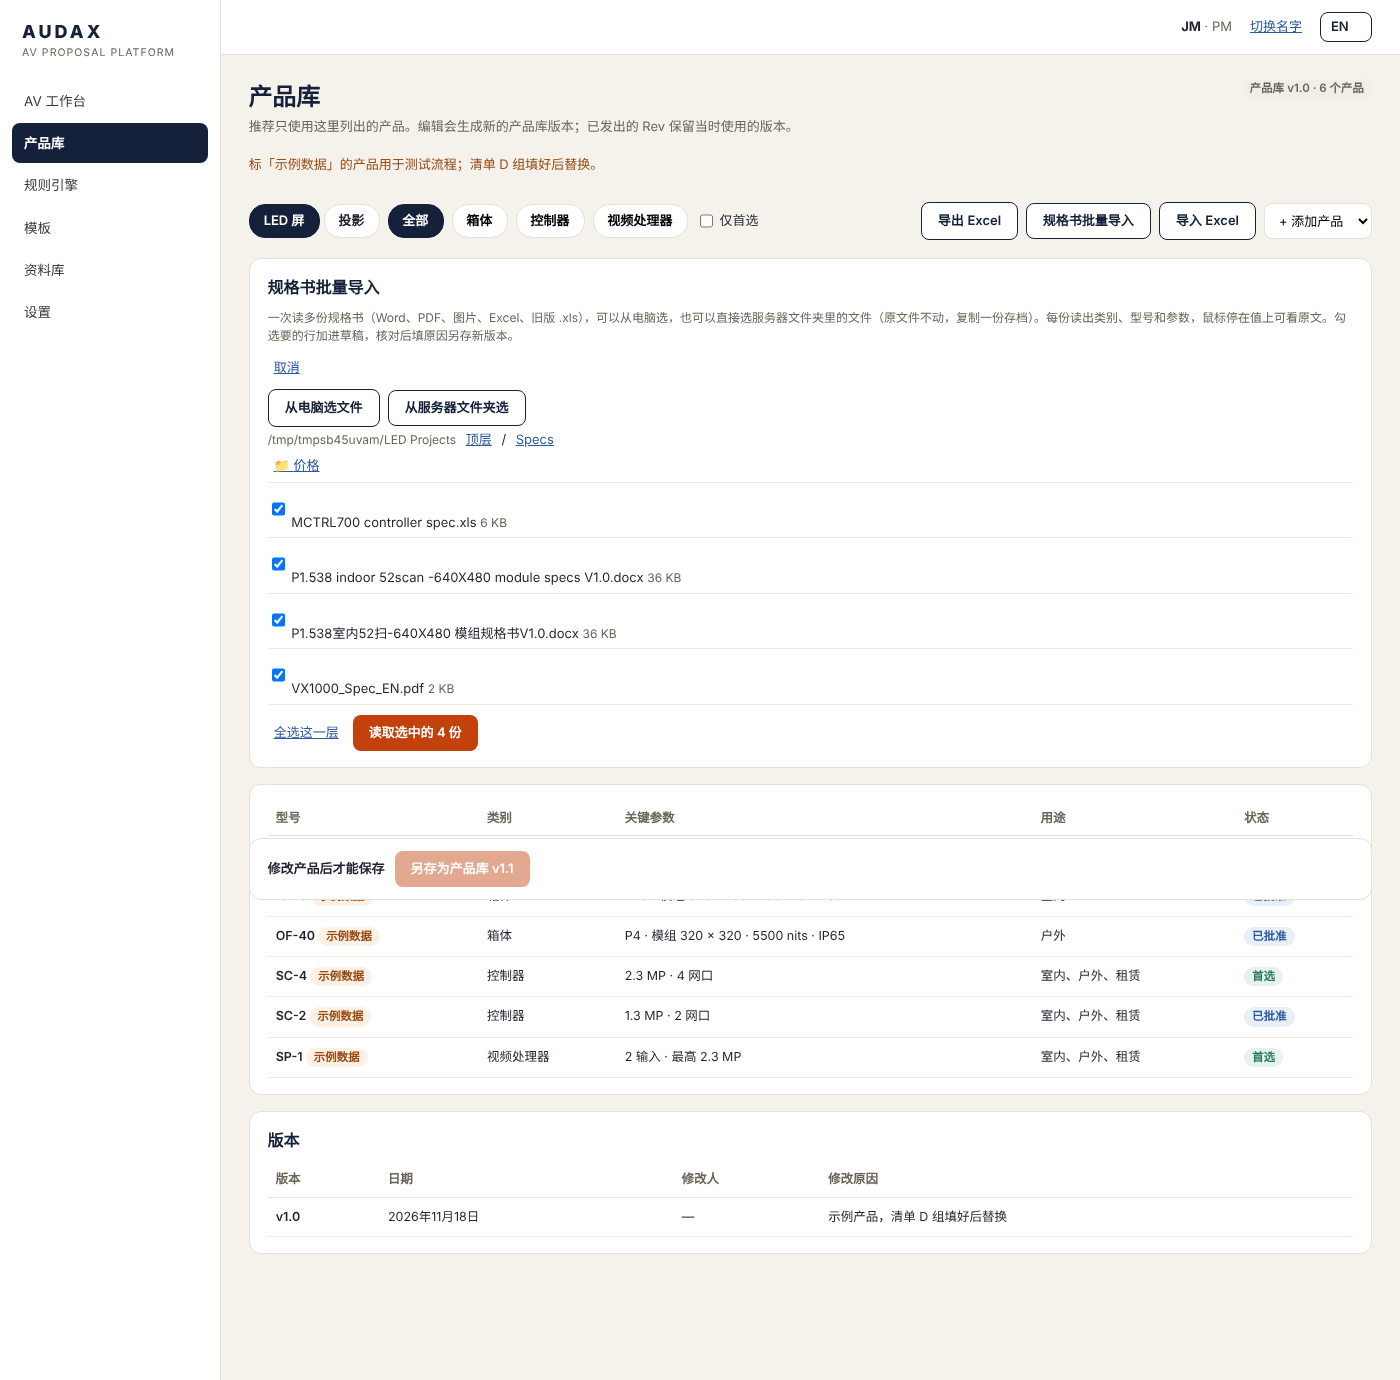 AUDAX
AV PROPOSAL PLATFORM
AV 工作台
产品库
规则引擎
模板
资料库
设置
JM · PM 切换名字 EN
产品库
产品库 v1.0 · 6 个产品
推荐只使用这里列出的产品。编辑会生成新的产品库版本；已发出的 Rev 保留当时使用的版本。
标「示例数据」的产品用于测试流程；清单 D 组填好后替换。
LED 屏 投影 全部 箱体 控制器 视频处理器 仅首选 导出 Excel 规格书批量导入 导入 Excel + 添加产品
规格书批量导入
一次读多份规格书（Word、PDF、图片、Excel、旧版 .xls），可以从电脑选，也可以直接选服务器文件夹里的文件（原文件不动，复制一份存档）。每份读出类别、型号和参数，鼠标停在值上可看原文。勾
选要的行加进草稿，核对后填原因另存新版本。
取消
从电脑选文件 从服务器文件夹选
/tmp/tmpsb45uvam/LED Projects 顶层 / Specs
📁 价格
MCTRL700 controller spec.xls 6 KB
P1.538 indoor 52scan -640X480 module specs V1.0.docx 36 KB
P1.538室内52扫-640X480 模组规格书V1.0.docx 36 KB
VX1000_Spec_EN.pdf 2 KB
全选这一层 读取选中的 4 份
型号 类别 关键参数 用途 状态
修改产品后才能保存 另存为产品库 v1.1
OF-40 示例数据 箱体 P4 · 模组 320 × 320 · 5500 nits · IP65 户外 已批准
SC-4 示例数据 控制器 2.3 MP · 4 网口 室内、户外、租赁 首选
SC-2 示例数据 控制器 1.3 MP · 2 网口 室内、户外、租赁 已批准
SP-1 示例数据 视频处理器 2 输入 · 最高 2.3 MP 室内、户外、租赁 首选
版本
版本 日期 修改人 修改原因
v1.0 2026年11月18日 — 示例产品，清单 D 组填好后替换